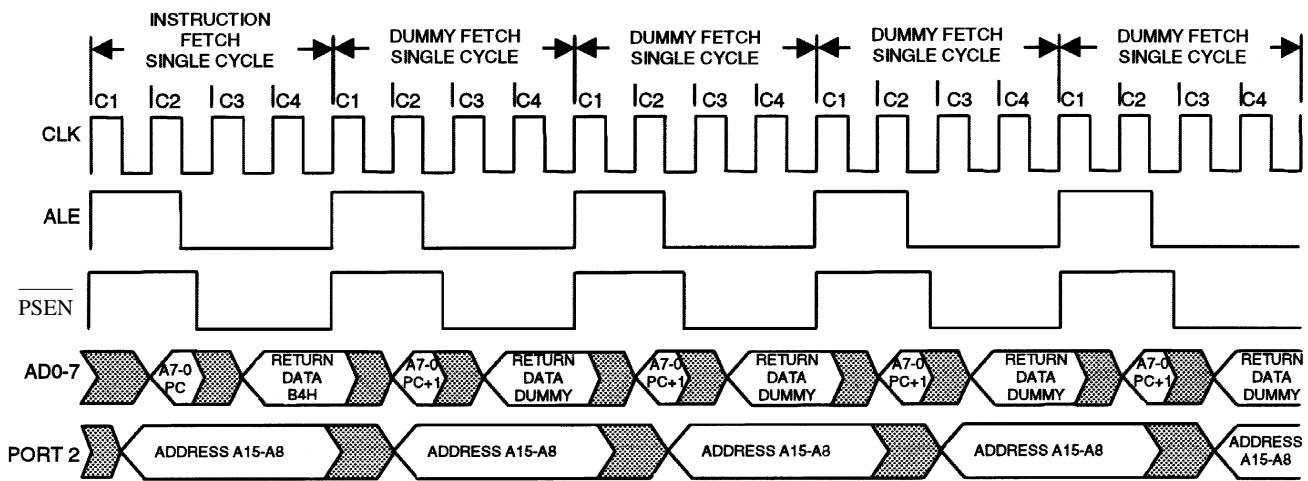 INSTRUCTION
FETCH
SINGLE CYCLE
DUMMY FETCH
SINGLE CYCLE
DUMMY FETCH
SINGLE CYCLE
DUMMY FETCH
SINGLE CYCLE
DUMMY FETCH
SINGLE CYCLE
C1 C2 C3 C4 C1 C2 C3 C4 C1 C2 C3 C4 C1 C2 C3 C4 C1 C2 C3 C4
CLK
ALE
PSEN
AD0-7
A7-0
PC
RETURN
DATA
B4H
A7-0
PC+1
RETURN
DATA
DUMMY
A7-0
PC+1
RETURN
DATA
DUMMY
A7-0
PC+1
RETURN
DATA
DUMMY
A7-0
PC+1
RETURN
DATA
DUMMY
PORT 2
ADDRESS A15-A8
ADDRESS A15-A8
ADDRESS A15-A8
ADDRESS A15-A8
ADDRESS
A15-A8